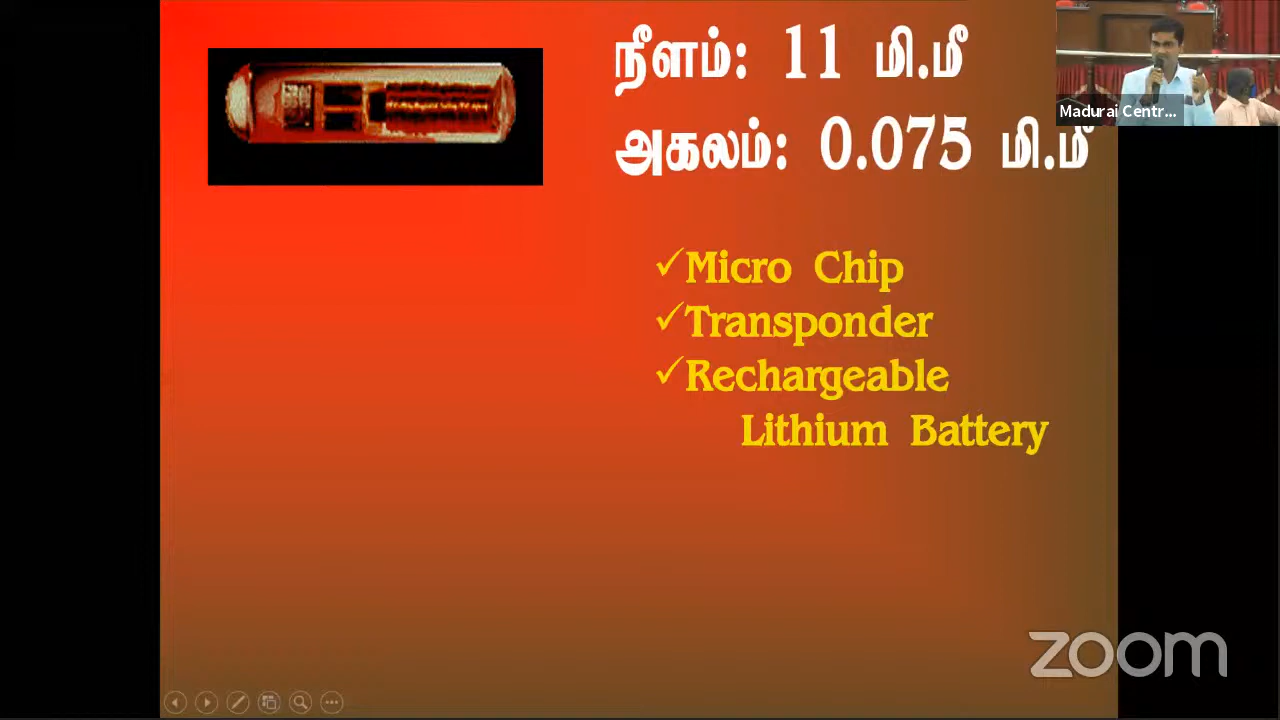 நீளம்: 11 மி.மீ
அகலம்: 0.075 மி.மீ
Madurai Centr...
✓Micro Chip
✓Transponder
✓Rechargeable
Lithium Battery
zoom